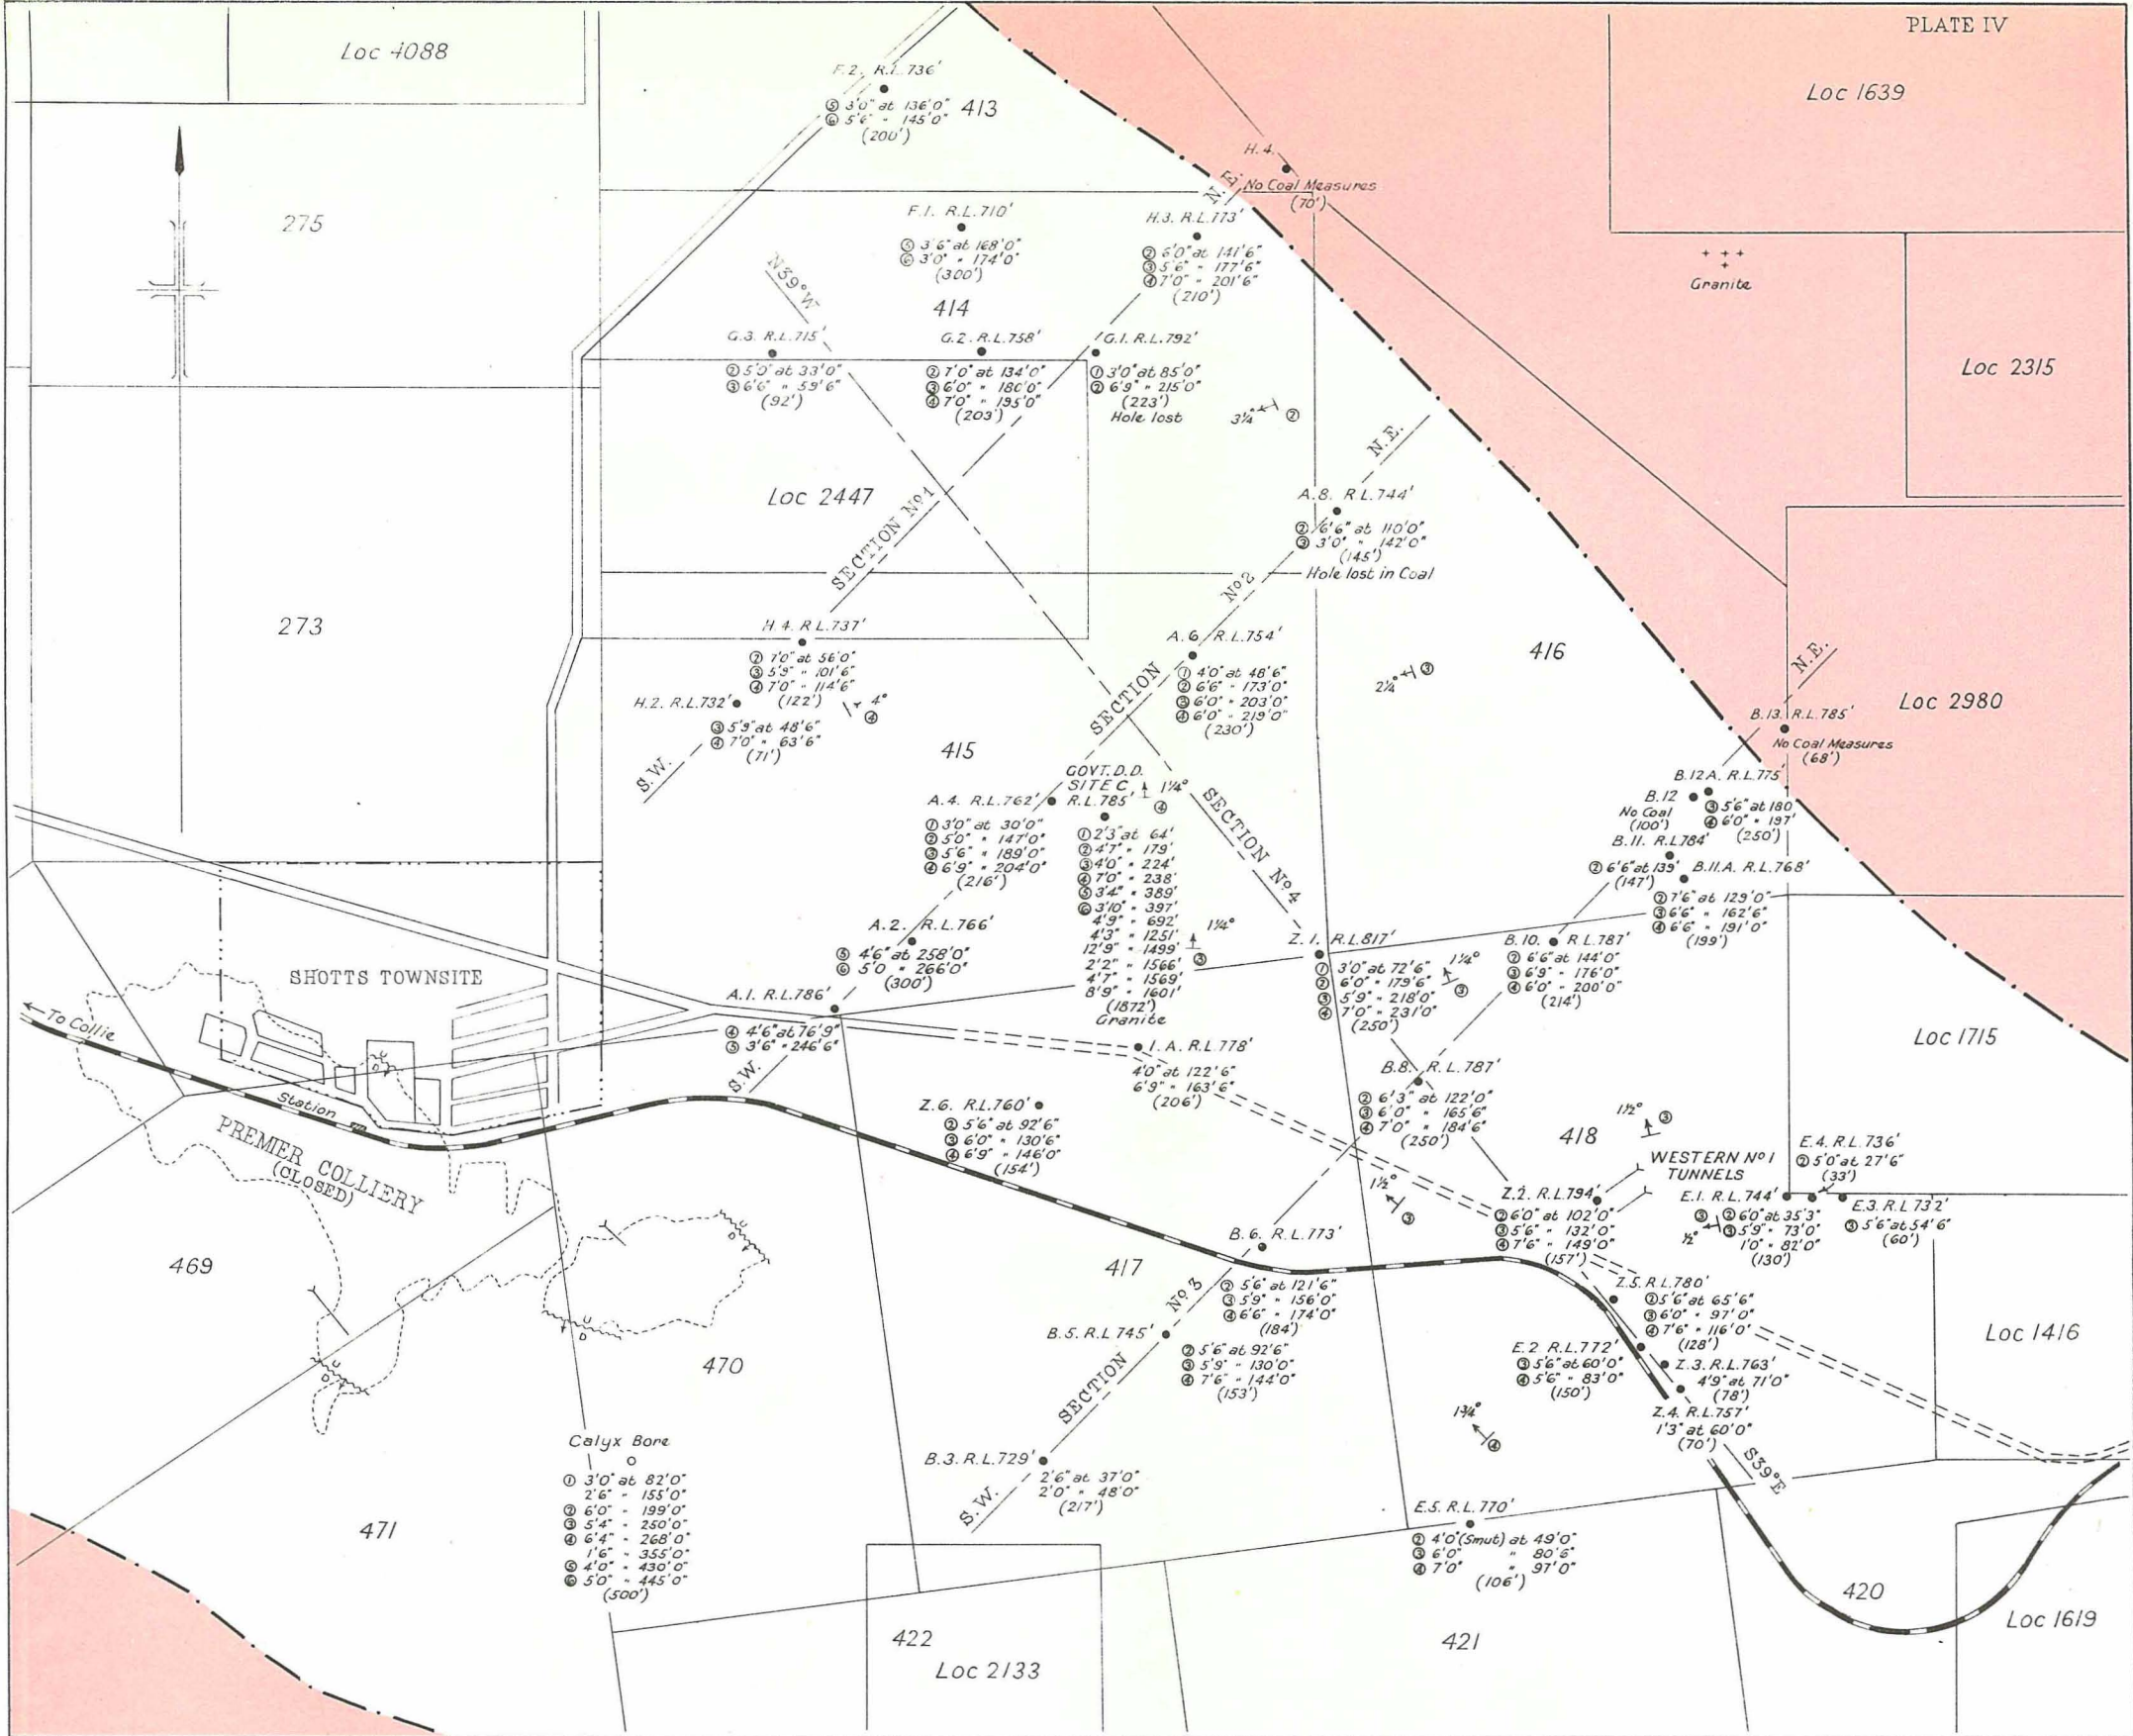 PLATE IV
Loc 4088
Loc 1639
F.2. R.L.736'
⑤ 3'0" at 136'0"
⑥ 5'6" " 145'0"
(200')
413
H.4.
No Coal Measures
(70')
N.E.
275
F.1. R.L.710'
⑤ 3'6" at 168'0"
⑥ 3'0" " 174'0"
(300')
H.3. R.L.773'
② 6'0" at 141'6"
③ 5'6" " 177'6"
④ 7'0" " 201'6"
(210')
Granite
N39°W
414
G.3. R.L.715'
② 5'0" at 33'0"
③ 6'6" " 59'6"
(92')
G.2. R.L.758'
② 7'0" at 134'0"
③ 6'0" " 180'0"
④ 7'0" " 195'0"
(203')
G.1. R.L.792'
① 3'0" at 85'0"
② 6'9" " 215'0"
(223')
Hole lost
3¼°
②
Loc 2315
N.E.
Loc 2447
SECTION Nº1
A.8. R.L.744'
② 6'6" at 110'0"
③ 3'0" " 142'0"
(145')
Hole lost in Coal
273
H.4. R.L.737'
② 7'0" at 56'0"
③ 5'9" " 101'6"
④ 7'0" " 114'6"
(122')
4°
④
H.2. R.L.732'
③ 5'9" at 48'6"
④ 7'0" " 63'6"
(71')
S.W.
SECTION Nº2
A.6. R.L.754'
① 4'0" at 48'6"
② 6'6" " 173'0"
③ 6'0" " 203'0"
④ 6'0" " 219'0"
(230')
416
2¼°
③
N.E.
Loc 2980
B.13. R.L.785'
No Coal Measures
(68')
415
GOVT. D.D.
SITE C
R.L.785'
① 2'3" at 64'
② 4'7" " 179'
③ 4'0" " 224'
④ 7'0" " 238'
⑤ 3'4" " 389'
⑥ 3'10" " 397'
4'9" " 692'
4'3" " 1251'
12'9" " 1499'
2'2" " 1566'
4'7" " 1569'
8'9" " 1601'
(1872')
Granite
1¼°
④
A.4. R.L.762'
① 3'0" at 30'0"
② 5'0" " 147'0"
③ 5'6" " 189'0"
④ 6'9" " 204'0"
(216')
SECTION Nº4
B.12A. R.L.775'
③ 5'6" at 180'
④ 6'0" " 197'
(250')
B.12
No Coal
(100')
B.11. R.L.784'
② 6'6" at 139'
(147')
B.11.A. R.L.768'
② 7'6" at 129'0"
③ 6'6" " 162'6"
④ 6'6" " 191'0"
(199')
A.2. R.L.766'
⑤ 4'6" at 258'0"
⑥ 5'0 " 266'0"
(300')
1¼°
③
Z.1. R.L.817'
① 3'0" at 72'6"
② 6'0" " 179'6"
③ 5'9" " 218'0"
④ 7'0" " 231'0"
(250')
1¼°
③
B.10. R.L.787'
② 6'6" at 144'0"
③ 6'9" " 176'0"
④ 6'0" " 200'0"
(214')
SHOTTS TOWNSITE
A.1. R.L.786'
④ 4'6" at 76'9"
⑤ 3'6" " 246'6"
S.W.
To Collie
Station
U
D
1.A. R.L.778'
4'0" at 122'6"
6'9" " 163'6"
(206')
Loc 1715
B.8. R.L.787'
② 6'3" at 122'0"
③ 6'0" " 165'6"
④ 7'0" " 184'6"
(250')
Z.6. R.L.760'
② 5'6" at 92'6"
③ 6'0" " 130'6"
④ 6'9" " 146'0"
(154')
PREMIER COLLIERY
(CLOSED)
418
1½°
③
WESTERN Nº1
TUNNELS
E.4. R.L.736'
② 5'0" at 27'6"
(33')
E.1. R.L.744'
② 6'0" at 35'3"
③ 5'9" " 73'0"
1'0" " 82'0"
(130')
③
½°
E.3. R.L.732'
③ 5'6" at 54'6"
(60')
1½°
③
Z.2. R.L.794'
② 6'0" at 102'0"
③ 5'6" " 132'0"
④ 7'6" " 149'0"
(157')
B.6. R.L.773'
② 5'6" at 121'6"
③ 5'9" " 156'0"
④ 6'6" " 174'0"
(184')
469
U
D
417
SECTION Nº3
Z.5. R.L.780'
② 5'6" at 65'6"
③ 6'0" " 97'0"
④ 7'6" " 116'0"
(128')
U
D
B.5. R.L.745'
② 5'6" at 92'6"
③ 5'9" " 130'0"
④ 7'6" " 144'0"
(153')
E.2. R.L.772'
③ 5'6" at 60'0"
④ 5'6" " 83'0"
(150')
Z.3. R.L.763'
4'9" at 71'0"
(78')
Loc 1416
470
U
D
1¾°
④
Z.4. R.L.757'
1'3" at 60'0"
(70')
S39°E
Calyx Bore
① 3'0" at 82'0"
2'6" " 155'0"
② 6'0" " 199'0"
③ 5'4" " 250'0"
④ 6'4" " 268'0"
1'6" " 355'0"
⑤ 4'0" " 430'0"
⑥ 5'0" " 445'0"
(500')
B.3. R.L.729'
2'6" at 37'0"
2'0" " 48'0"
(217')
S.W.
E.5. R.L.770'
② 4'0" (Smut) at 49'0"
③ 6'0" " 80'6"
④ 7'0" " 97'0"
(106')
471
420
422
421
Loc 1619
Loc 2133